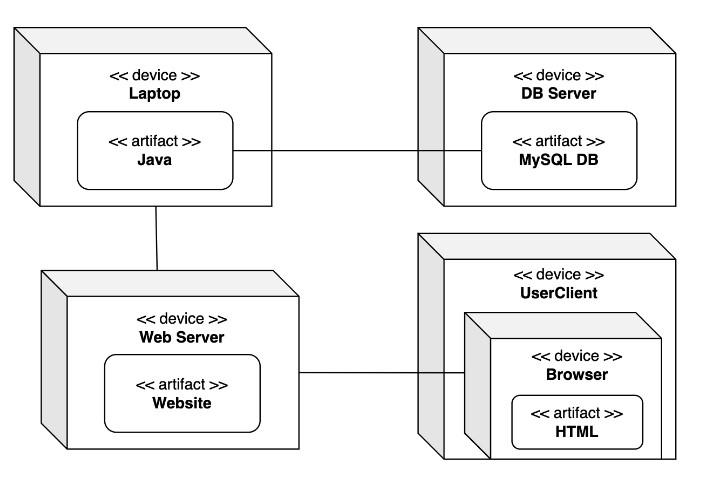 << device >>
Laptop
<< artifact >>
Java
<< device >>
DB Server
<< artifact >>
MySQL DB
<< device >>
Web Server
<< artifact >>
Website
<< device >>
UserClient
<< device >>
Browser
<< artifact >>
HTML